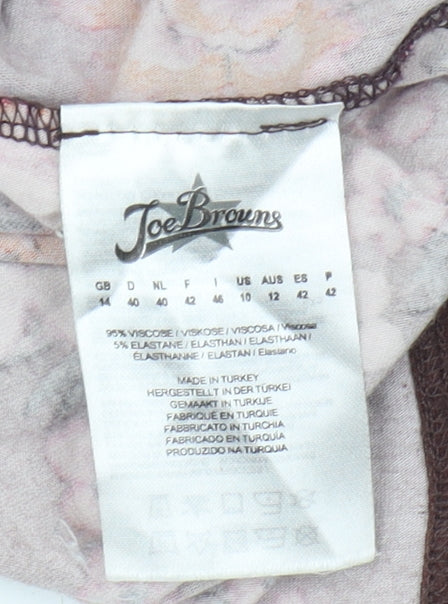 Joe Browns
GB D NL F I US AUS ES P
14 40 40 42 46 10 12 42 42
95% VISCOSE / VISKOSE / VISCOSA / Viscosa
5% ELASTANE / ELASTHAN / ELASTHAAN /
ÉLASTHANNE / ELASTAN / Elastano
MADE IN TURKEY
HERGESTELLT IN DER TÜRKEI
GEMAAKT IN TURKIJE
FABRIQUÉ EN TURQUIE
FABBRICATO IN TURCHIA
FABRICADO EN TURQUÍA
PRODUZIDO NA TURQUIA